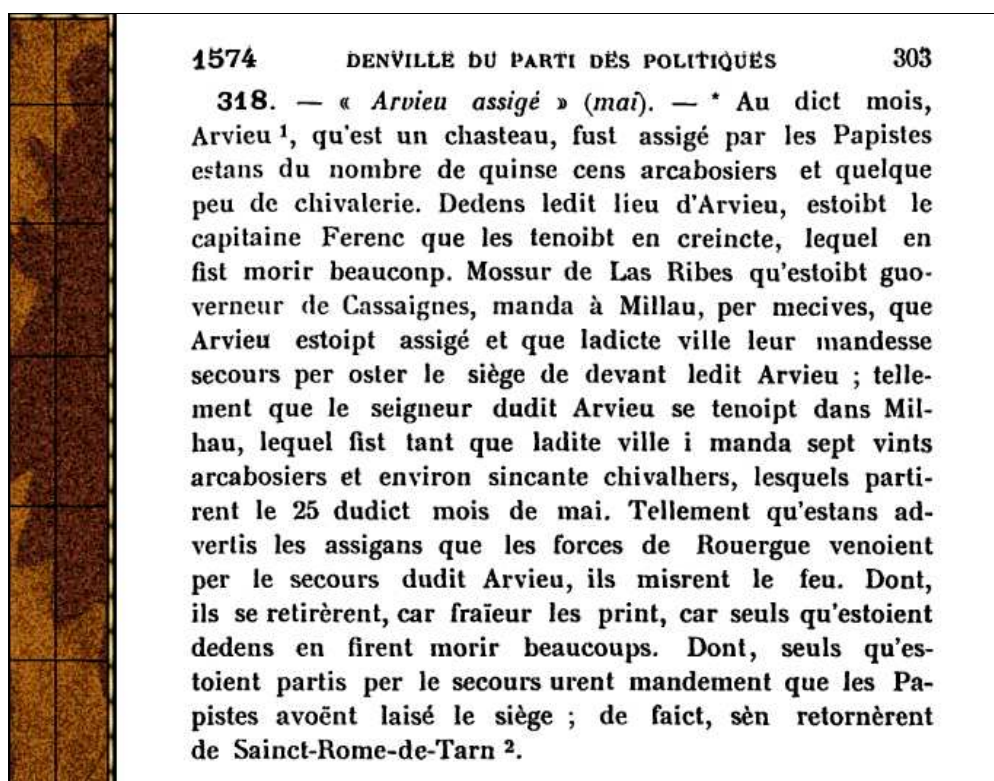 1574 DENVILLE DU PARTI DES POLITIQUES 303
318. — « Arvieu assigé » (mai). — * Au dict mois,
Arvieu ¹, qu'est un chasteau, fust assigé par les Papistes
estans du nombre de quinse cens arcabosiers et quelque
peu de chivalerie. Dedens ledit lieu d'Arvieu, estoibt le
capitaine Ferenc que les tenoibt en creincte, lequel en
fist morir beauconp. Mossur de Las Ribes qu'estoibt guo-
verneur de Cassaignes, manda à Millau, per mecives, que
Arvieu estoipt assigé et que ladicte ville leur mandesse
secours per oster le siège de devant ledit Arvieu ; telle-
ment que le seigneur dudit Arvieu se tenoipt dans Mil-
hau, lequel fist tant que ladite ville i manda sept vints
arcabosiers et environ sincante chivalhers, lesquels parti-
rent le 25 dudict mois de mai. Tellement qu'estans ad-
vertis les assigans que les forces de Rouergue venoient
per le secours dudit Arvieu, ils misrent le feu. Dont,
ils se retirèrent, car fraïeur les print, car seuls qu'estoient
dedens en firent morir beaucoups. Dont, seuls qu'es-
toient partis per le secours urent mandement que les Pa-
pistes avoënt laisé le siège ; de faict, sèn retornèrent
de Sainct-Rome-de-Tarn ².